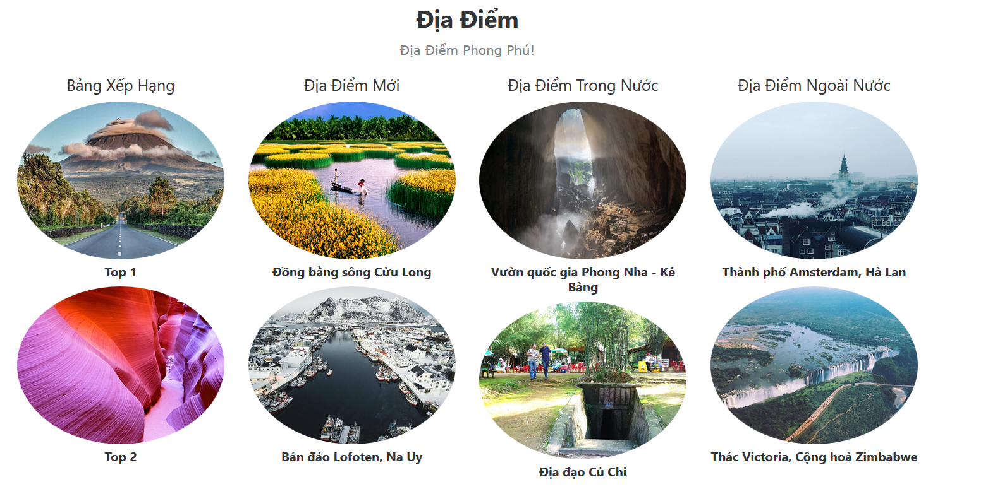 Địa Điểm
Địa Điểm Phong Phú!
Bảng Xếp Hạng
Top 1
Top 2
Địa Điểm Mới
Đồng bằng sông Cửu Long
Bán đảo Lofoten, Na Uy
Địa Điểm Trong Nước
Vườn quốc gia Phong Nha - Kẻ
Bàng
Địa đạo Củ Chi
Địa Điểm Ngoài Nước
Thành phố Amsterdam, Hà Lan
Thác Victoria, Cộng hoà Zimbabwe